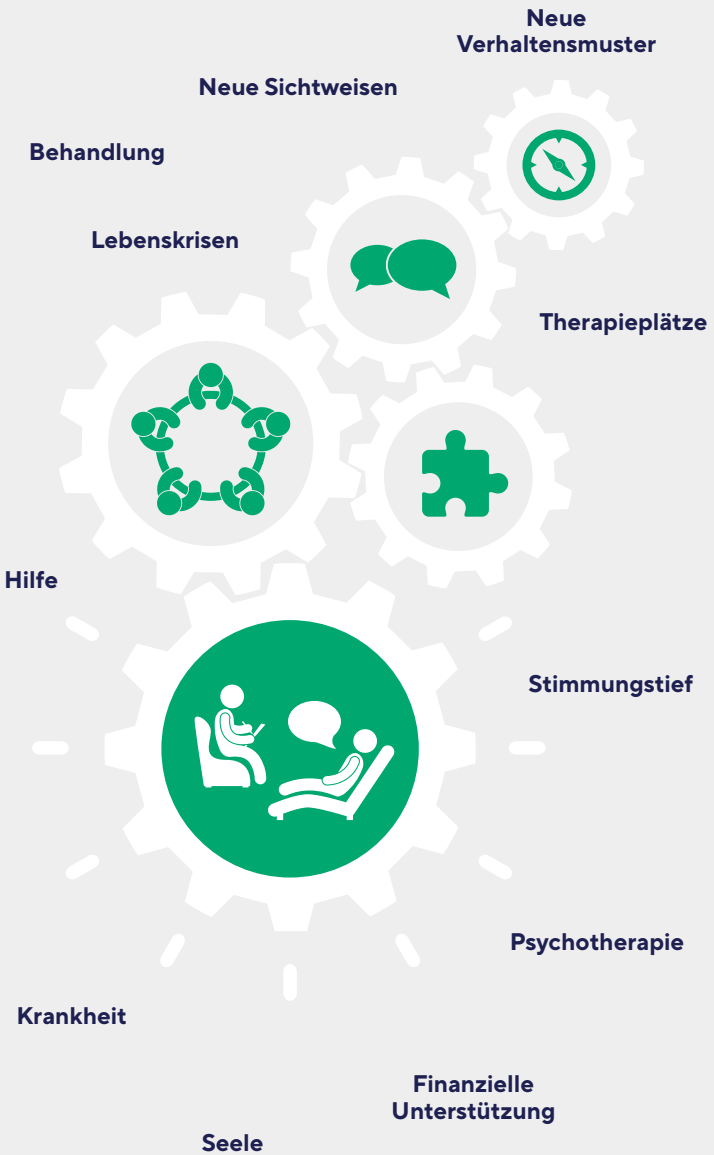 Neue
Verhaltensmuster
Neue Sichtweisen
Behandlung
Lebenskrisen
Therapieplätze
Hilfe
Stimmungstief
Psychotherapie
Krankheit
Finanzielle
Unterstützung
Seele